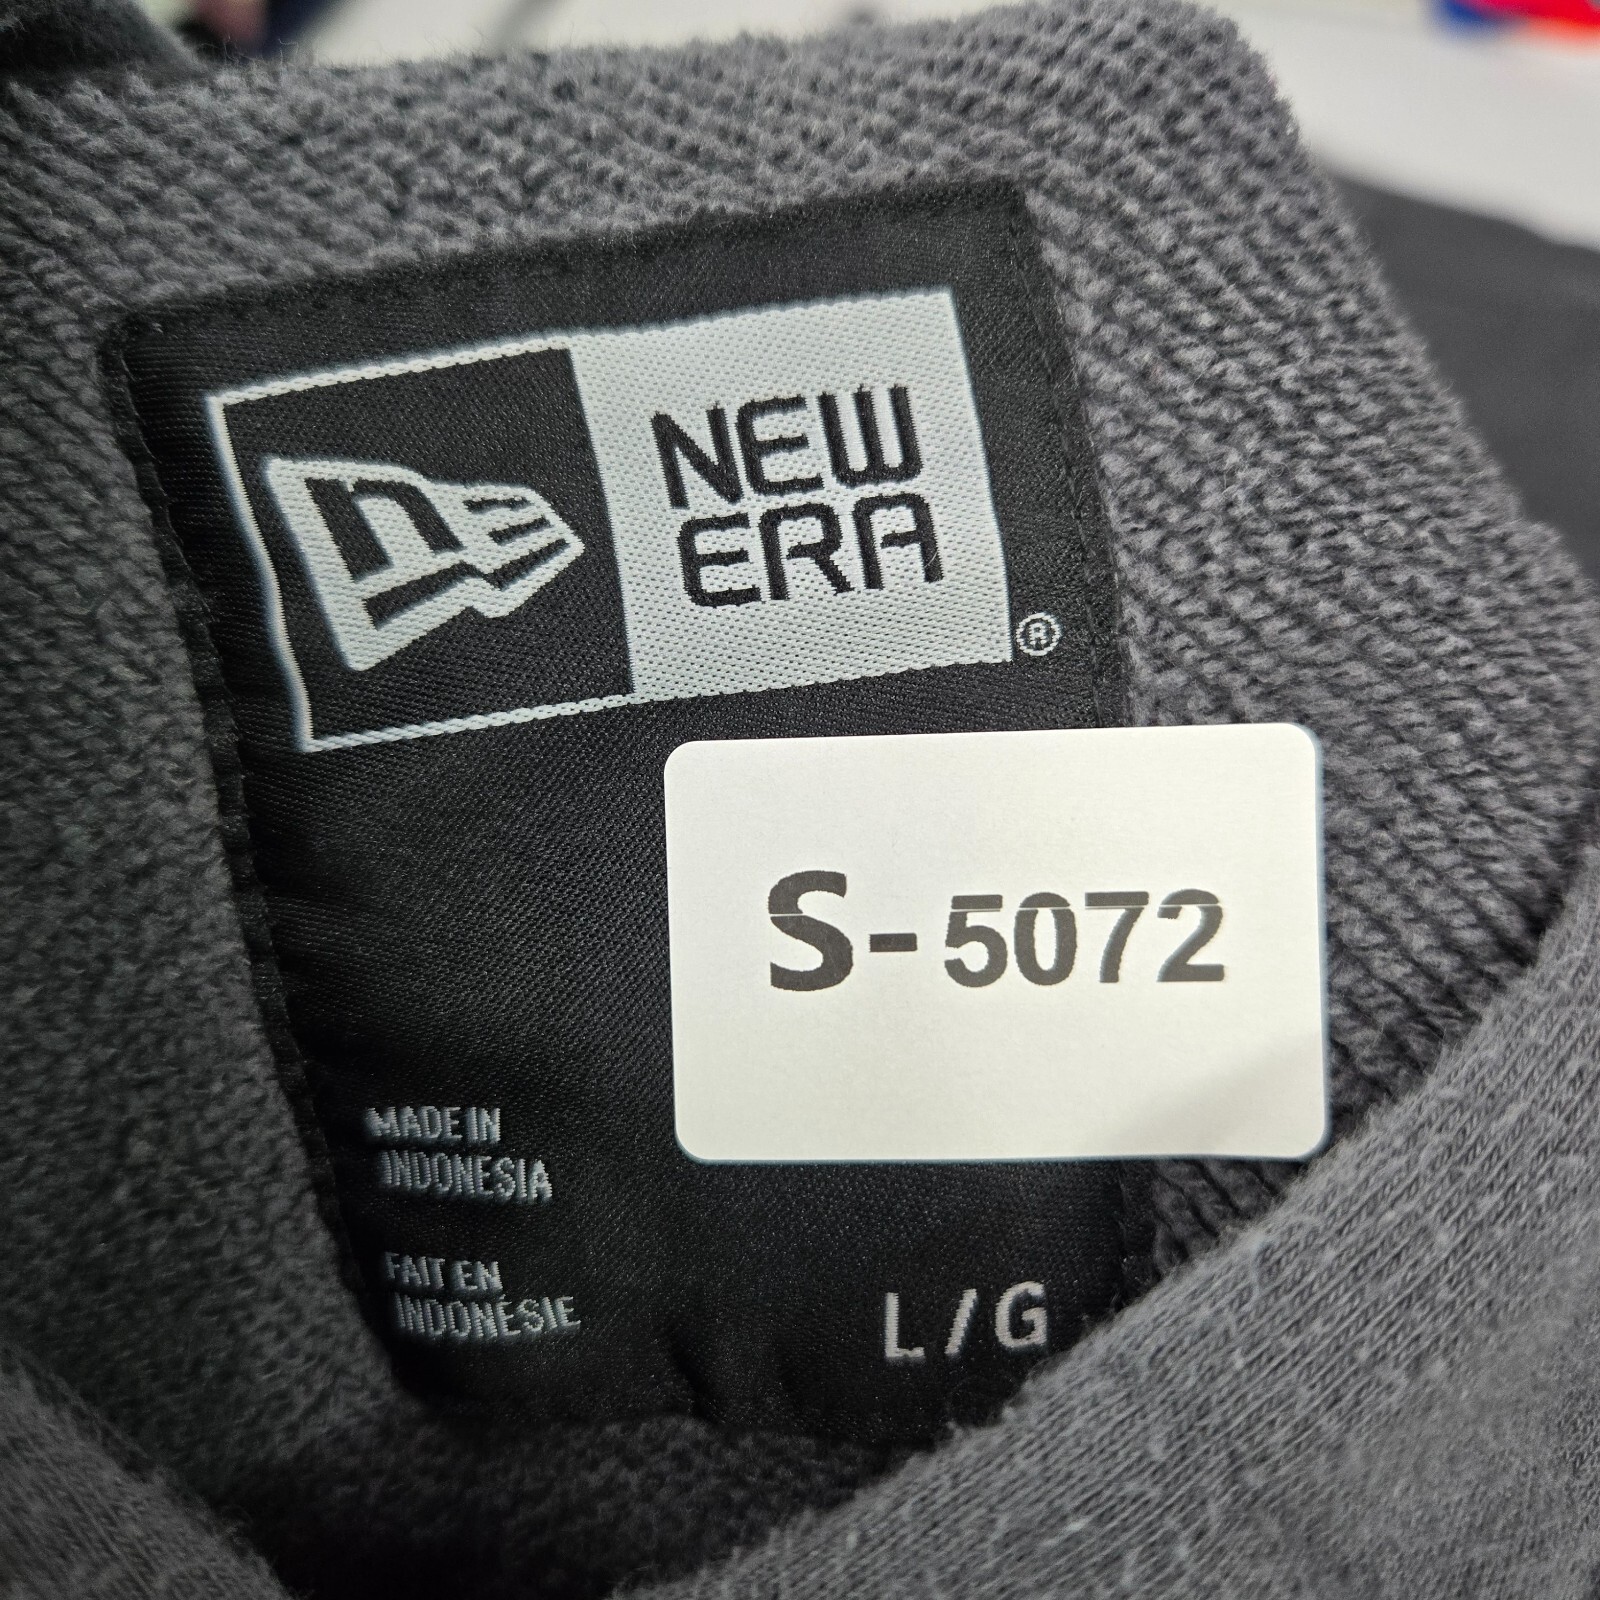 n
NEW
ERA
®
S-5072
MADE IN
INDONESIA
FAIT EN
INDONÉSIE
L/G